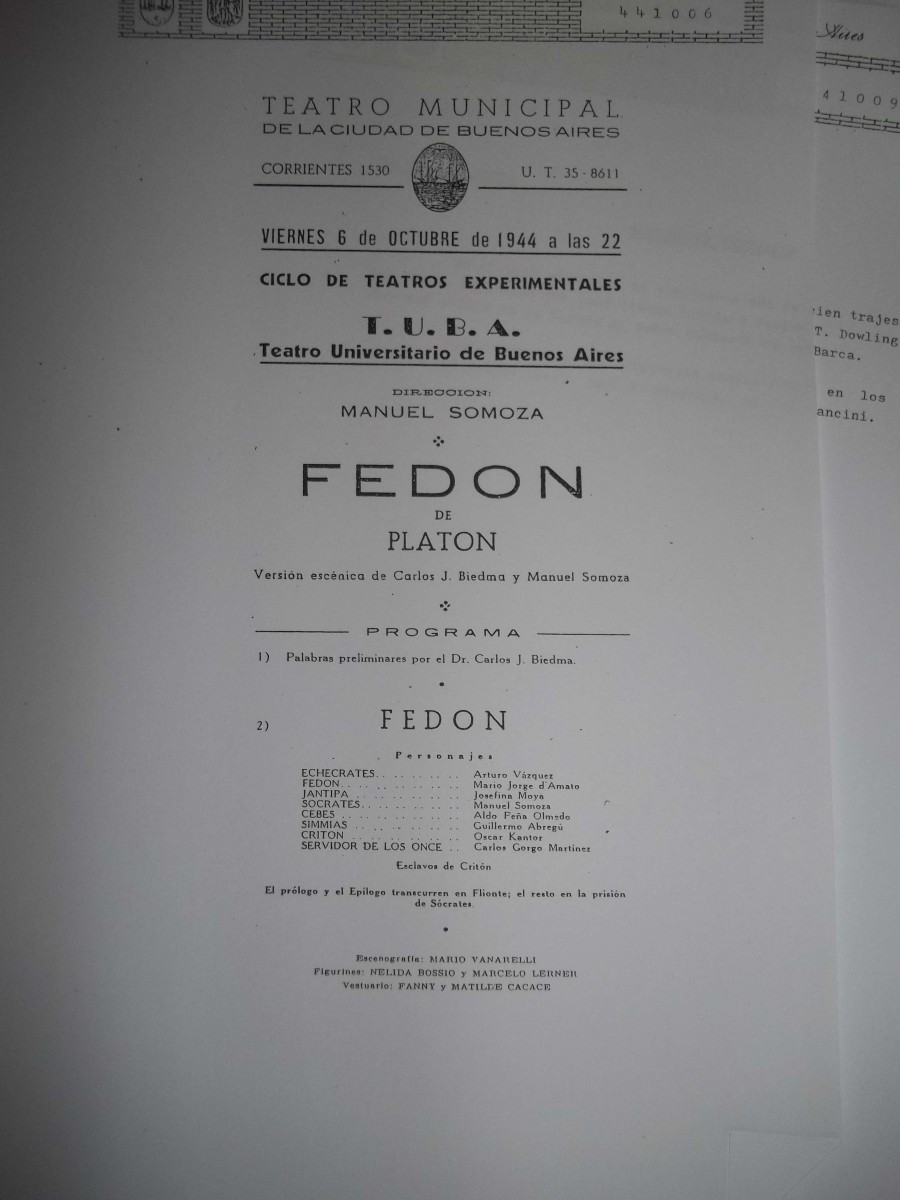 441006
Aires
41009
TEATRO MUNICIPAL
DE LA CIUDAD DE BUENOS AIRES
CORRIENTES 1530
U. T. 35 - 8611
VIERNES 6 de OCTUBRE de 1944 a las 22
CICLO DE TEATROS EXPERIMENTALES
T. U. B. A.
Teatro Universitario de Buenos Aires
DIRECCION:
MANUEL SOMOZA
FEDON
DE
PLATON
Versión escénica de Carlos J. Biedma y Manuel Somoza
PROGRAMA
1) Palabras preliminares por el Dr. Carlos J. Biedma.
2) FEDON
Personajes
ECHECRATES. . . . . . . . . Arturo Vázquez
FEDON. . . . . . . . . . . Mario Jorge d'Amato
JANTIPA . . . . . . . . . . Josefina Moya
SOCRATES. . . . . . . . . . Manuel Somoza
CEBES . . . . . . . . . . . Aldo Peña Olmedo
SIMMIAS . . . . . . . . . . Guillermo Abregú
CRITON . . . . . . . . . . Oscar Kantor
SERVIDOR DE LOS ONCE . . . Carlos Gorgo Martínez
Esclavos de Critón
El prólogo y el Epílogo transcurren en Flionte; el resto en la prisión
de Sócrates.
Escenografía: MARIO VANARELLI
Figurines: NELIDA BOSSIO y MARCELO LERNER
Vestuario: FANNY y MATILDE CACACE
ien trajes
T. Dowling
Barca.
en los
ancini.